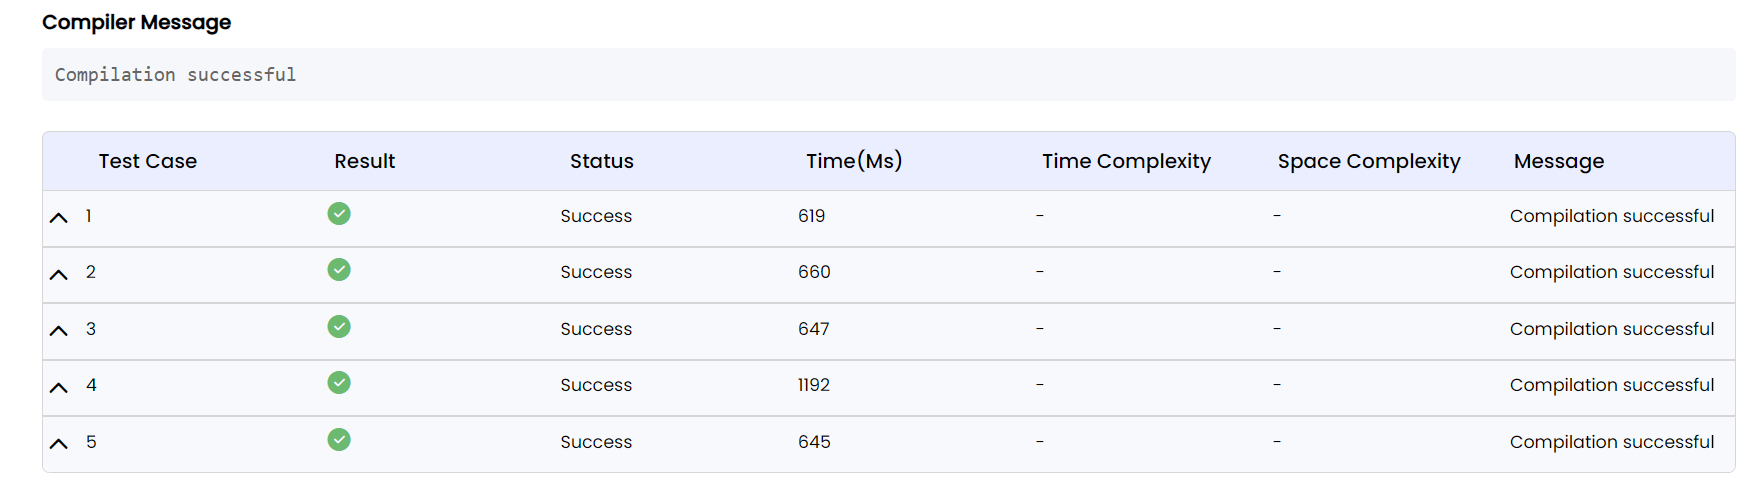 Compiler Message
Compilation successful
Test Case Result Status Time(Ms) Time Complexity Space Complexity Message
1 Success 619 - - Compilation successful
2 Success 660 - - Compilation successful
3 Success 647 - - Compilation successful
4 Success 1192 - - Compilation successful
5 Success 645 - - Compilation successful